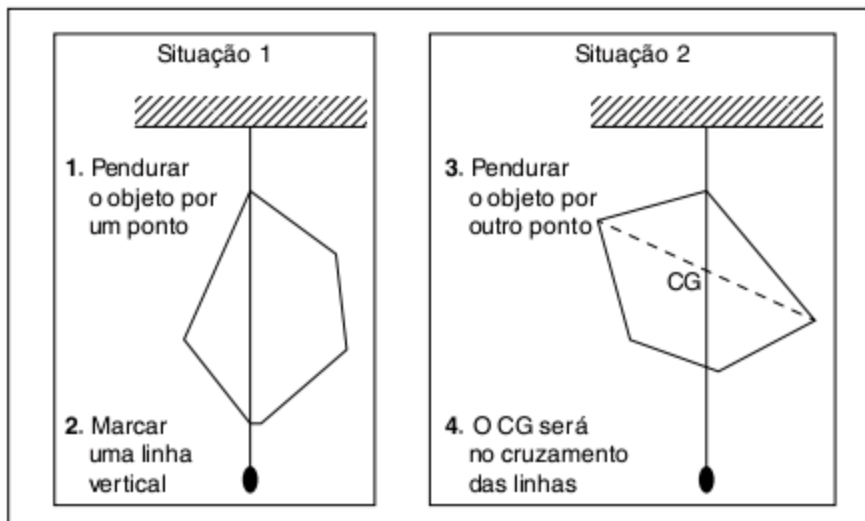 Situação 1
1. Pendurar
o objeto por
um ponto
2. Marcar
uma linha
vertical
Situação 2
3. Pendurar
o objeto por
outro ponto
CG
4. O CG será
no cruzamento
das linhas